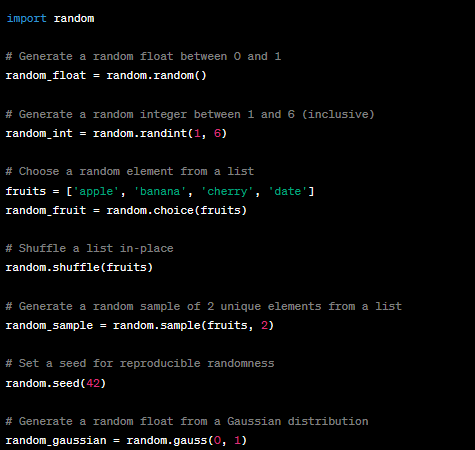 import random
# Generate a random float between 0 and 1
random_float = random.random()
# Generate a random integer between 1 and 6 (inclusive)
random_int = random.randint(1, 6)
# Choose a random element from a list
fruits = ['apple', 'banana', 'cherry', 'date']
random_fruit = random.choice(fruits)
# Shuffle a list in-place
random.shuffle(fruits)
# Generate a random sample of 2 unique elements from a list
random_sample = random.sample(fruits, 2)
# Set a seed for reproducible randomness
random.seed(42)
# Generate a random float from a Gaussian distribution
random_gaussian = random.gauss(0, 1)